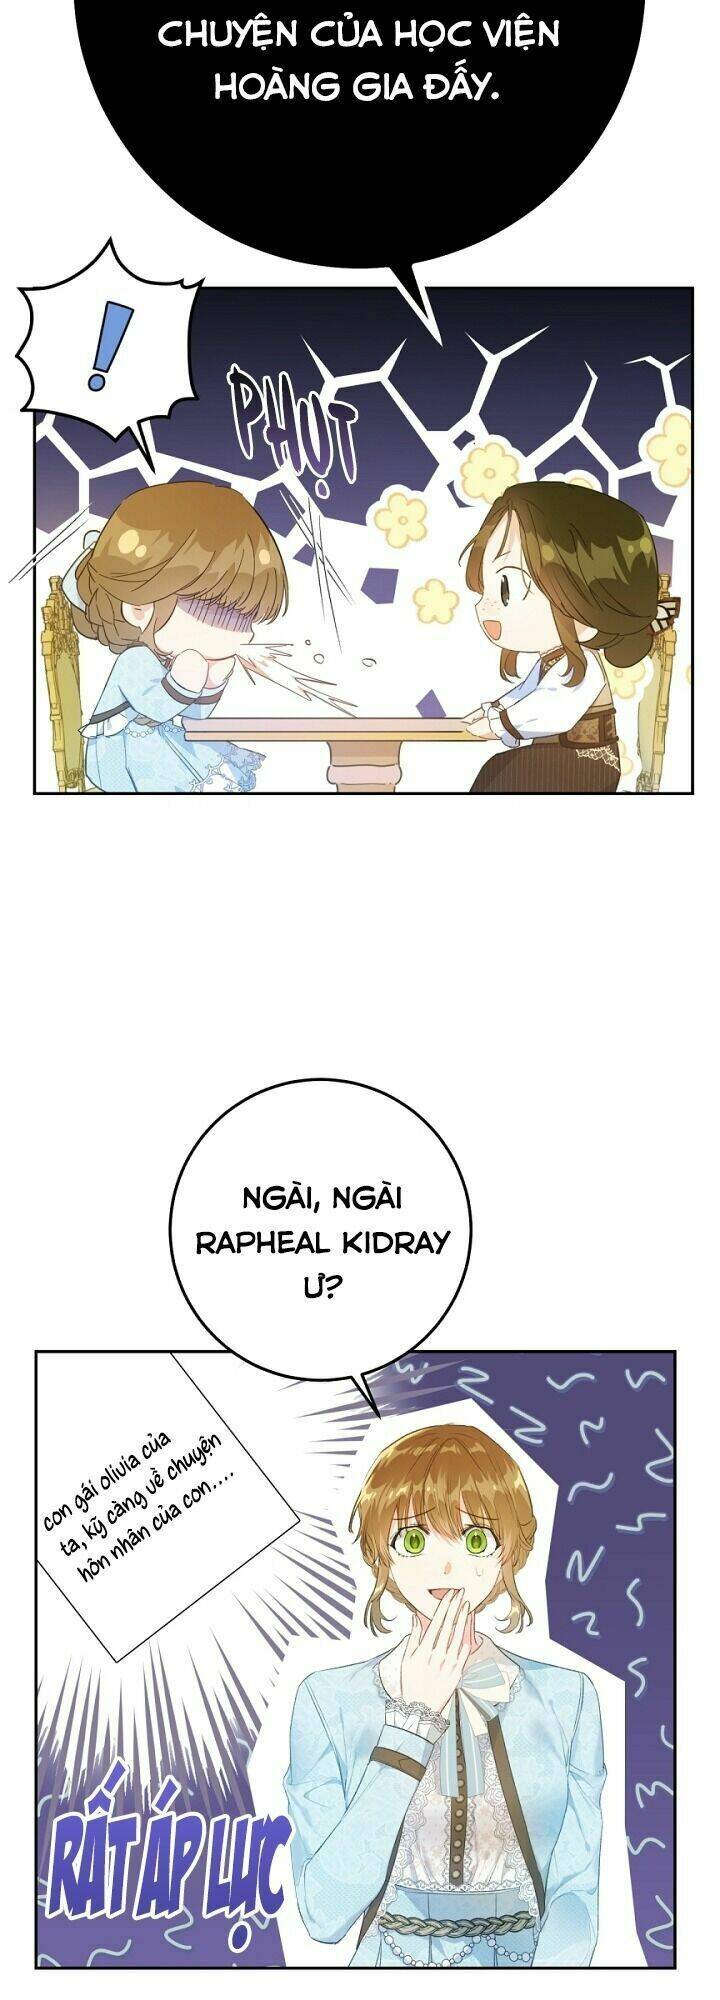 CHUYỆN CỦA HỌC VIỆN
HOÀNG GIA ĐẤY.
!
PHỤT
NGÀI, NGÀI
RAPHEAL KIDRAY
Ư?
con gái olivia của
ta, kỹ càng về chuyện
hôn nhân của con....
RẤT ÁP LỰC